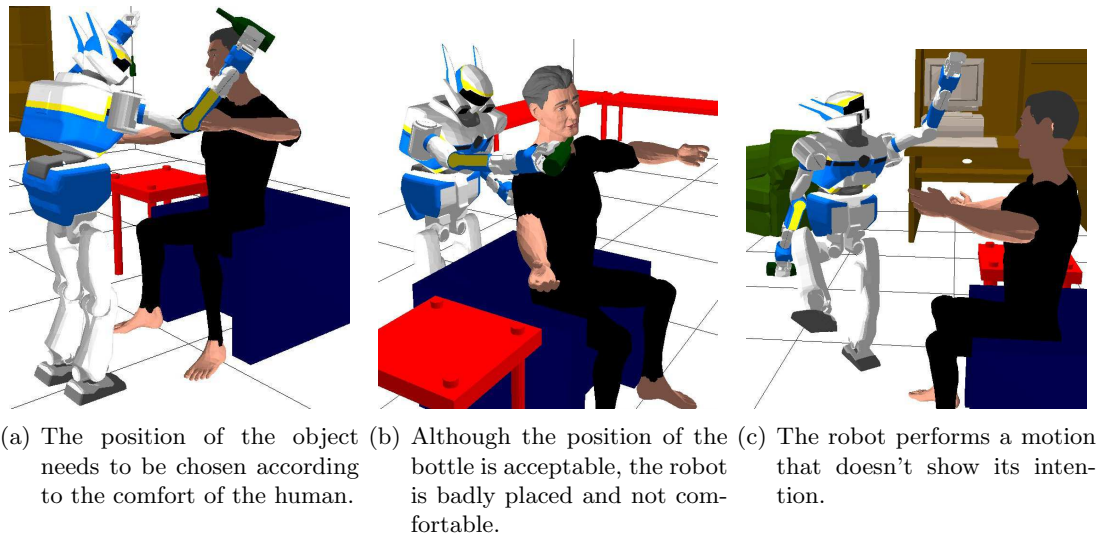 (a) The position of the object
needs to be chosen according
to the comfort of the human.
(b) Although the position of the
bottle is acceptable, the robot
is badly placed and not com-
fortable.
(c) The robot performs a motion
that doesn't show its inten-
tion.